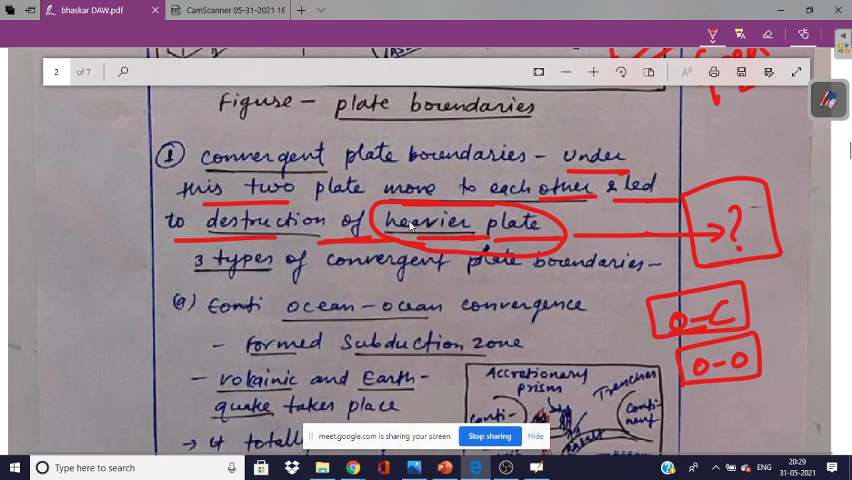 bhaskar DAW.pdf
CamScanner 05-31-2021 18
2 of 7
Figure - plate boundaries
① convergent plate boundaries - under
this two plate move to each other & led
to destruction of heavier plate
?
3 types of convergent plate boundaries -
(a) Conti ocean-ocean convergence
O-C
- formed subduction zone
O-O
- volcainic and Earth-
quake takes place
Accretionary
prism
Trenches
Conti-
Conti-
nent
Basalt
→ it totall
meet.google.com is sharing your screen.
Stop sharing
Hide
Type here to search
ENG
20:29
31-05-2021